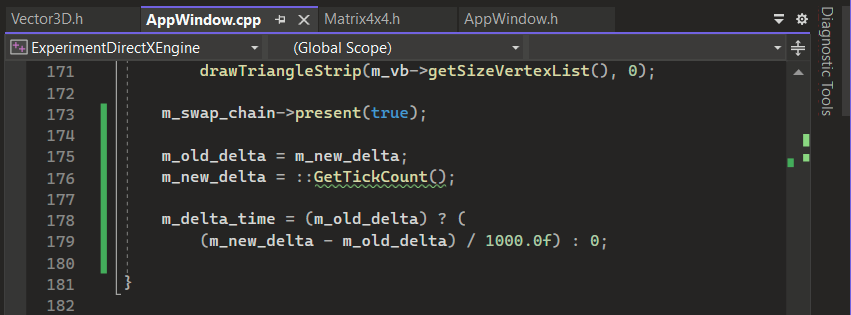 Vector3D.h AppWindow.cpp Matrix4x4.h AppWindow.h
ExperimentDirectXEngine (Global Scope)
171 drawTriangleStrip(m_vb->getSizeVertexList(), 0);
172
173 m_swap_chain->present(true);
174
175 m_old_delta = m_new_delta;
176 m_new_delta = ::GetTickCount();
177
178 m_delta_time = (m_old_delta) ? (
179 (m_new_delta - m_old_delta) / 1000.0f) : 0;
180
181 }
182
Diagnostic Tools